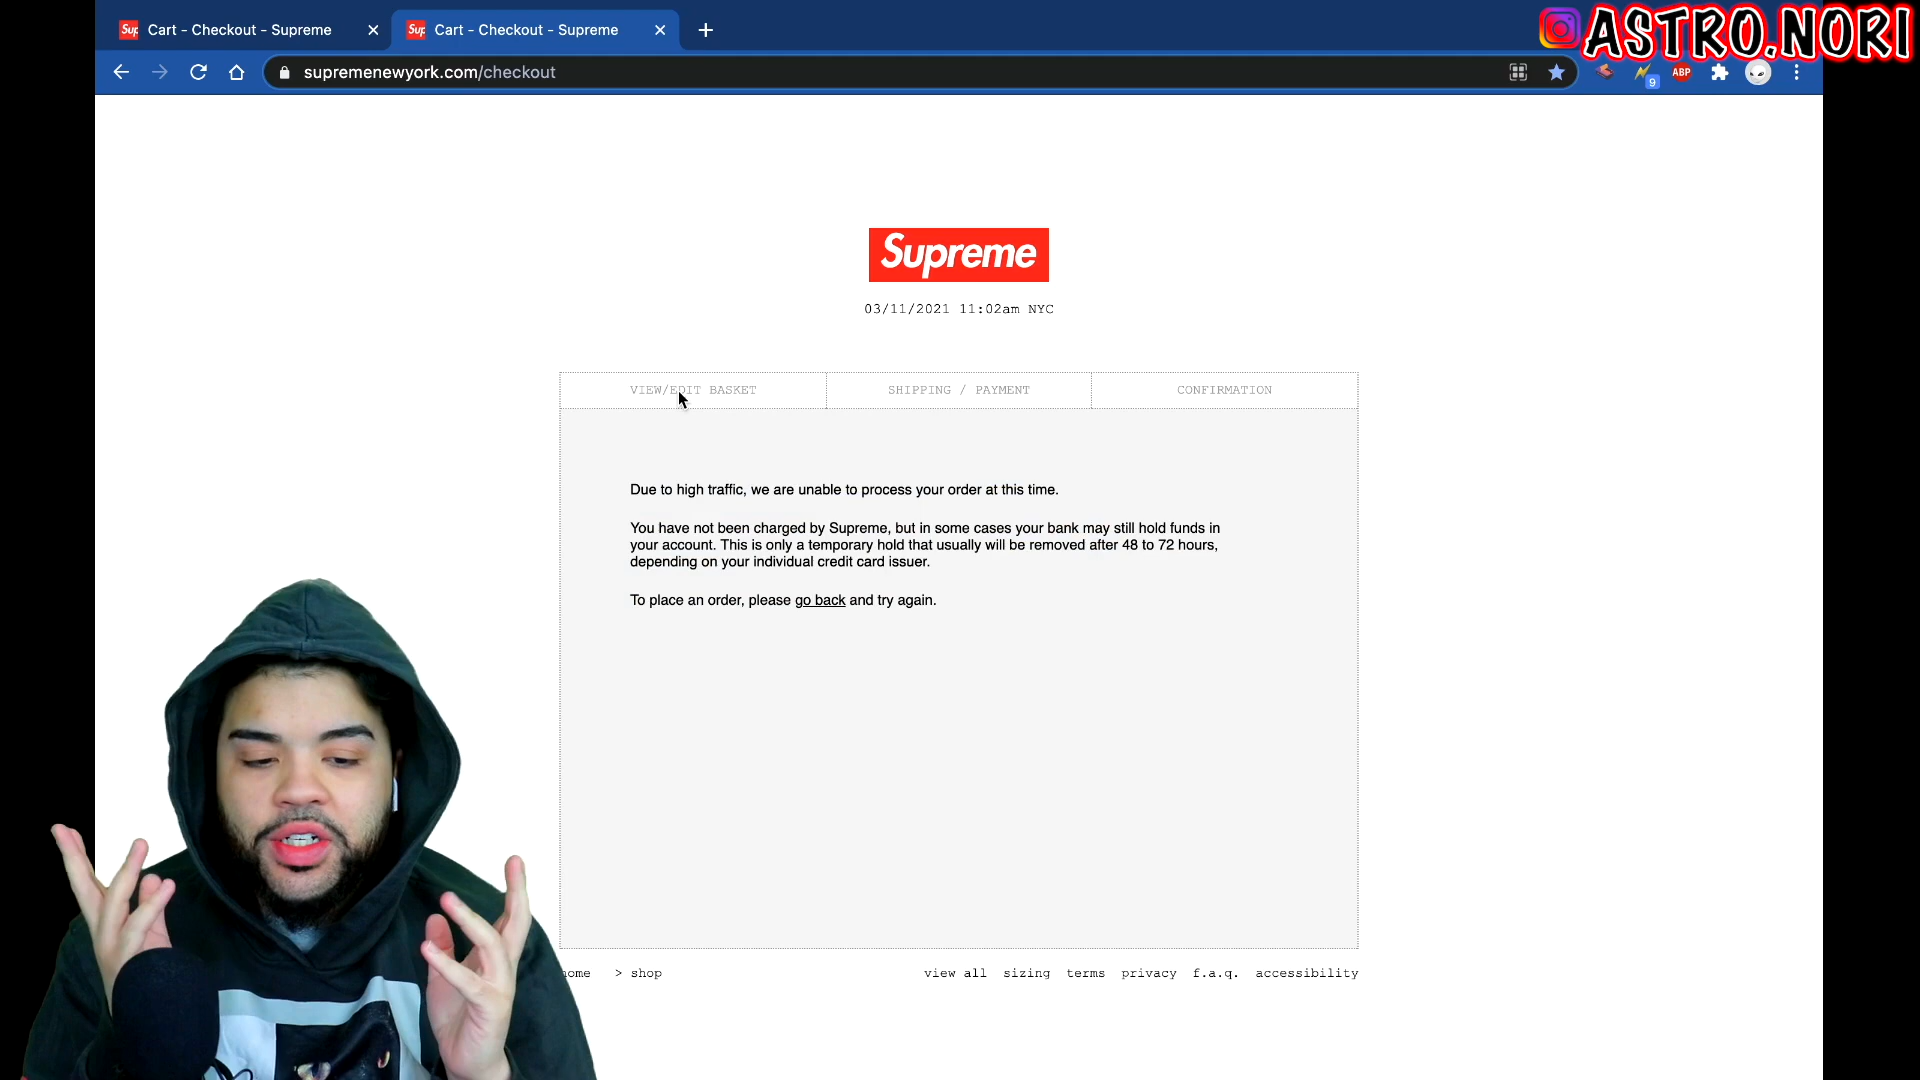 Cart - Checkout - Supreme
Cart - Checkout - Supreme
ASTRO.NORI
supremenewyork.com/checkout
9
ABP
Supreme
03/11/2021 11:02am NYC
VIEW/EDIT BASKET
SHIPPING / PAYMENT
CONFIRMATION
Due to high traffic, we are unable to process your order at this time.
You have not been charged by Supreme, but in some cases your bank may still hold funds in
your account. This is only a temporary hold that usually will be removed after 48 to 72 hours,
depending on your individual credit card issuer.
To place an order, please go back and try again.
home > shop
view all sizing terms privacy f.a.q. accessibility